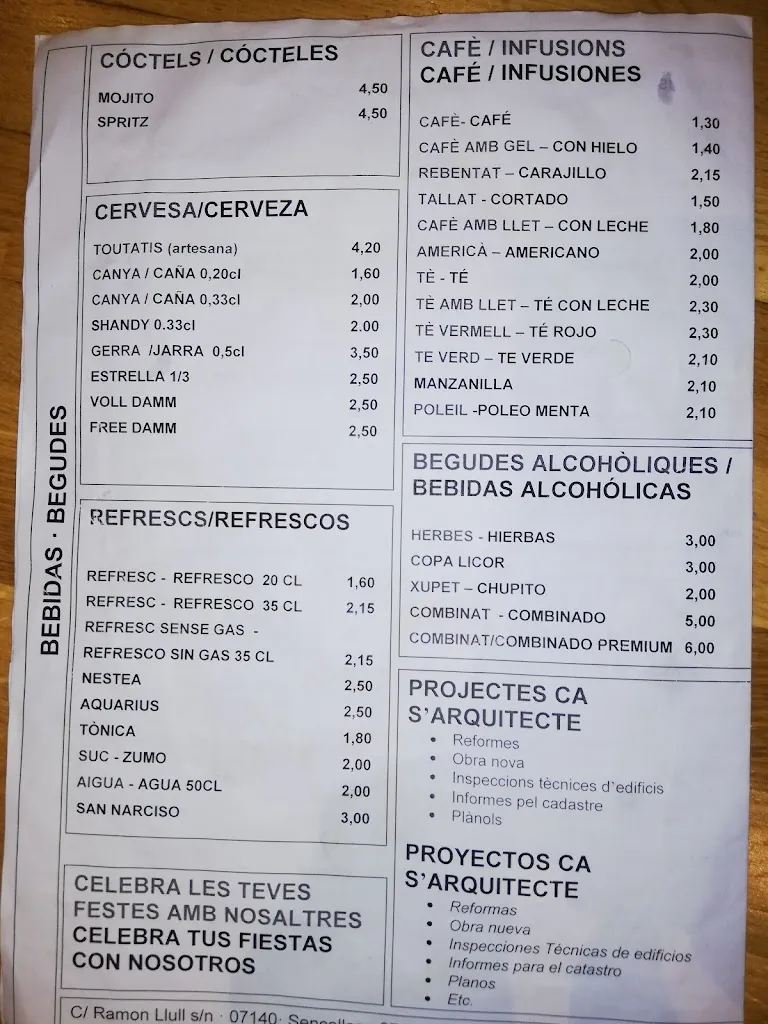 BEBIDAS · BEGUDES
CÓCTELS / CÓCTELES
MOJITO 4,50
SPRITZ 4,50
CERVESA/CERVEZA
TOUTATIS (artesana) 4,20
CANYA / CAÑA 0,20cl 1,60
CANYA / CAÑA 0,33cl 2,00
SHANDY 0.33cl 2.00
GERRA /JARRA 0,5cl 3,50
ESTRELLA 1/3 2,50
VOLL DAMM 2,50
FREE DAMM 2,50
REFRESCS/REFRESCOS
REFRESC - REFRESCO 20 CL 1,60
REFRESC - REFRESCO 35 CL 2,15
REFRESC SENSE GAS -
REFRESCO SIN GAS 35 CL 2,15
NESTEA 2,50
AQUARIUS 2,50
TÒNICA 1,80
SUC - ZUMO 2,00
AIGUA - AGUA 50CL 2,00
SAN NARCISO 3,00
CELEBRA LES TEVES
FESTES AMB NOSALTRES
CELEBRA TUS FIESTAS
CON NOSOTROS
CAFÈ / INFUSIONS
CAFÉ / INFUSIONES
CAFÈ- CAFÉ 1,30
CAFÈ AMB GEL – CON HIELO 1,40
REBENTAT – CARAJILLO 2,15
TALLAT - CORTADO 1,50
CAFÈ AMB LLET – CON LECHE 1,80
AMERICÀ – AMERICANO 2,00
TÈ - TÉ 2,00
TÈ AMB LLET – TÉ CON LECHE 2,30
TÈ VERMELL – TÉ ROJO 2,30
TE VERD – TE VERDE 2,10
MANZANILLA 2,10
POLEIL -POLEO MENTA 2,10
BEGUDES ALCOHÒLIQUES /
BEBIDAS ALCOHÓLICAS
HERBES - HIERBAS 3,00
COPA LICOR 3,00
XUPET – CHUPITO 2,00
COMBINAT - COMBINADO 5,00
COMBINAT/COMBINADO PREMIUM 6,00
PROJECTES CA
S'ARQUITECTE
• Reformes
• Obra nova
• Inspeccions tècnices d'edificis
• Informes pel cadastre
• Plànols
PROYECTOS CA
S'ARQUITECTE
• Reformas
• Obra nueva
• Inspecciones Técnicas de edificios
• Informes para el catastro
• Planos
• Etc.
C/ Ramon Llull s/n · 07140·